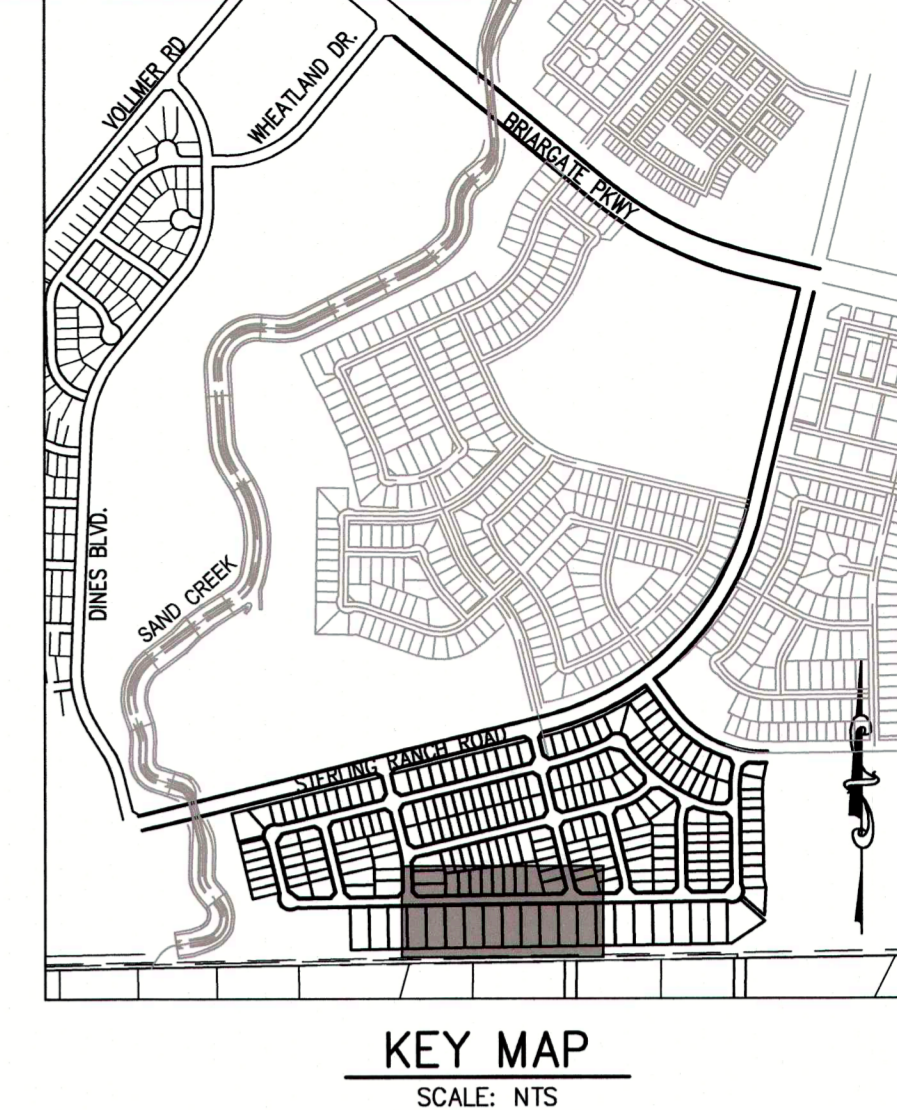 VOLLMER RD
WHEATLAND DR.
BRIARGATE PKWY
DINES BLVD.
SAND CREEK
STERLING RANCH ROAD
KEY MAP
SCALE: NTS